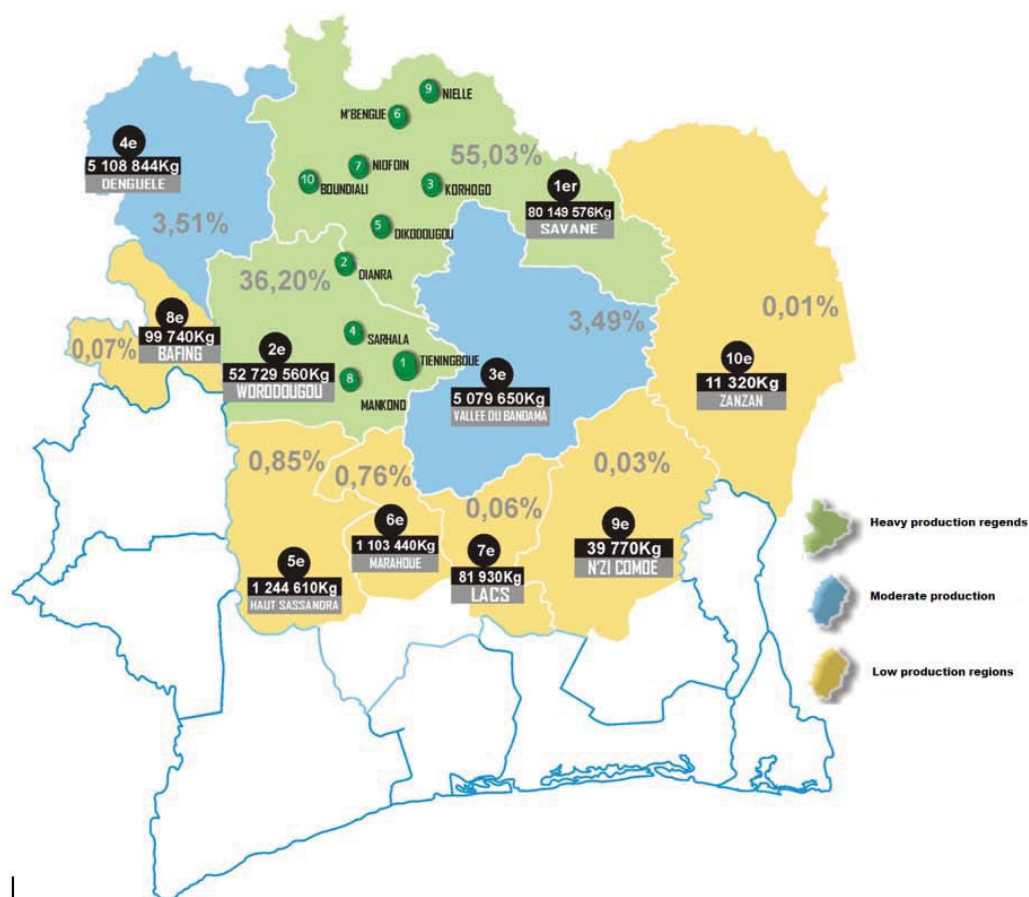 9
NIELLE
M'BENGUE
6
55,03%
4e
5 108 844Kg
DENGUELE
3,51%
7
NIOFOIN
10
BOUNDIALI
3
KORHOGO
1er
80 149 576Kg
SAVANE
5
DIKODOUGOU
2
DIANRA
36,20%
0,01%
8e
99 740Kg
BAFING
0,07%
3,49%
4
SARHALA
2e
52 729 560Kg
WORODOUGOU
1
TIENINGBOUE
8
MANKONO
3e
5 079 650Kg
VALLEE DU BANDAMA
10e
11 320Kg
ZANZAN
0,85%
0,76%
0,03%
0,06%
6e
1 103 440Kg
MARAHOUE
5e
1 244 610Kg
HAUT SASSANDRA
7e
81 930Kg
LACS
9e
39 770Kg
N'ZI COMOE
Heavy production regends
Moderate production
Low production regions